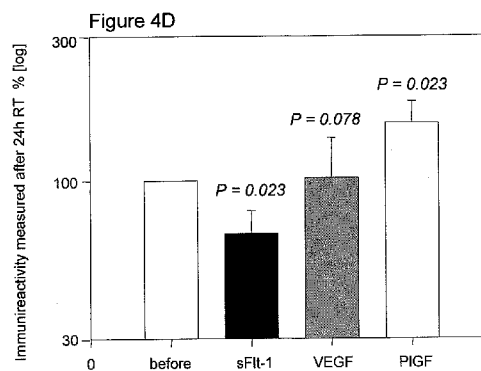 Figure 4D
Immunireactivity measured after 24h RT % [log]
300
100
30
P = 0.023
P = 0.078
P = 0.023
0 before sFlt-1 VEGF PIGF